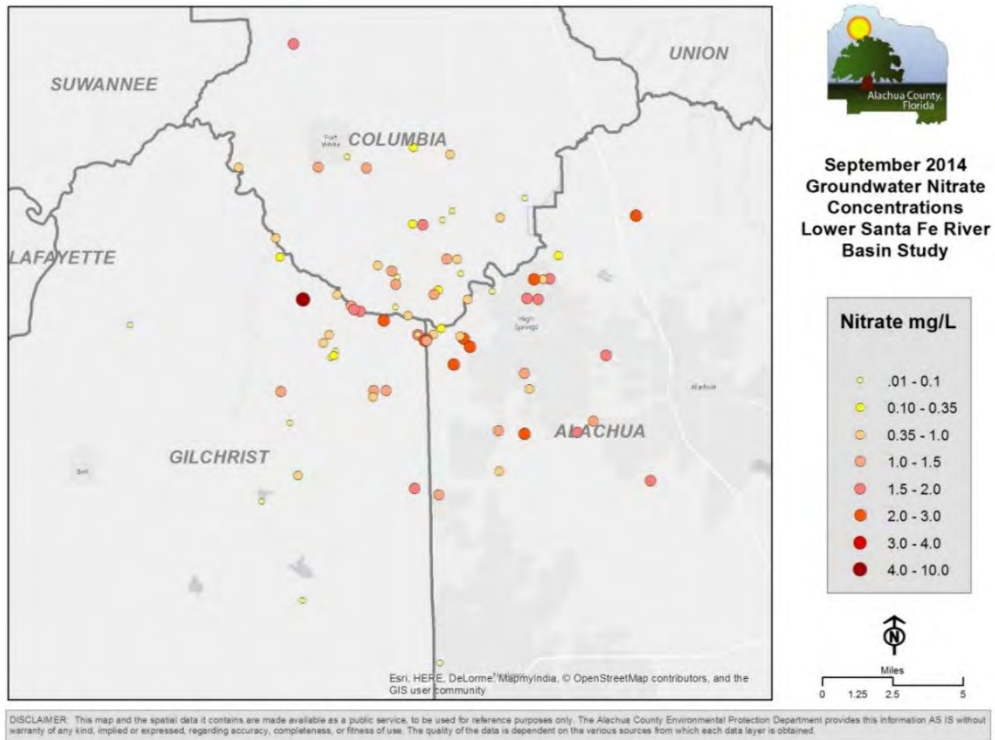 SUWANNEE
UNION
COLUMBIA
Fort
White
LAFAYETTE
High
Springs
Alachua
ALACHUA
GILCHRIST
Bell
Esri, HERE, DeLorme, MapmyIndia, © OpenStreetMap contributors, and the
GIS user community
Alachua County,
Florida
September 2014
Groundwater Nitrate
Concentrations
Lower Santa Fe River
Basin Study
Nitrate mg/L
.01 - 0.1
0.10 - 0.35
0.35 - 1.0
1.0 - 1.5
1.5 - 2.0
2.0 - 3.0
3.0 - 4.0
4.0 - 10.0
N
Miles
0 1.25 2.5 5
DISCLAIMER: This map and the spatial data it contains are made available as a public service, to be used for reference purposes only. The Alachua County Environmental Protection Department provides this information AS IS without
warranty of any kind, implied or expressed, regarding accuracy, completeness, or fitness of use. The quality of the data is dependent on the various sources from which each data layer is obtained.